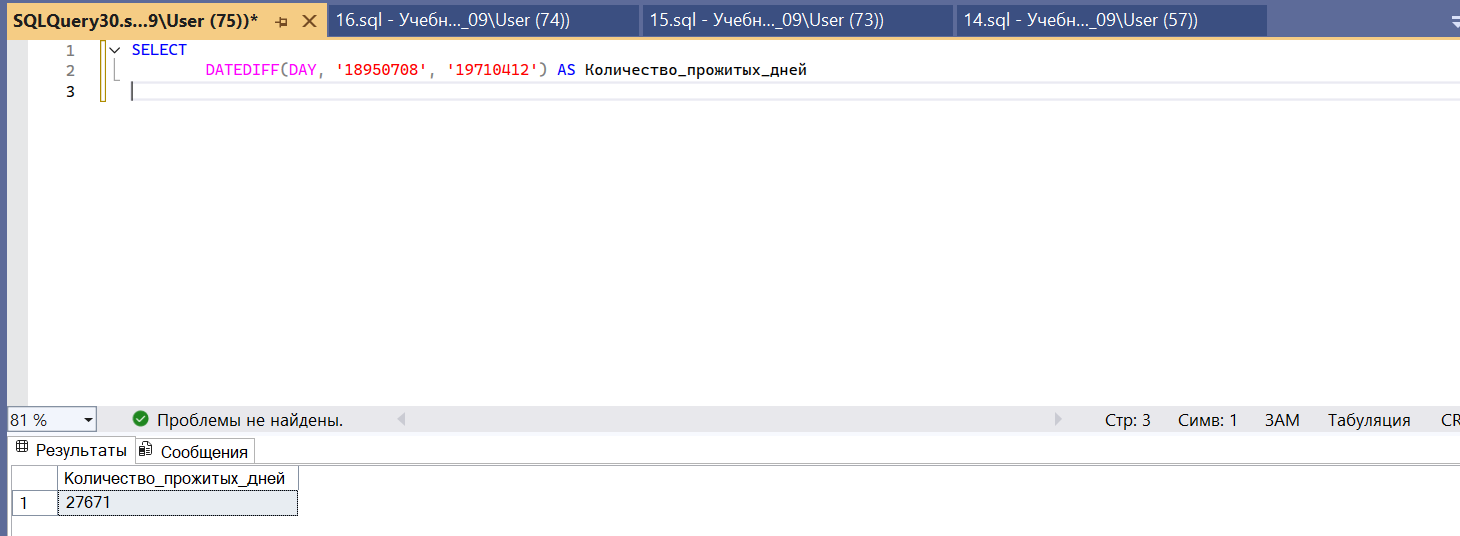 SQLQuery30.s...9\User (75))* 16.sql - Учебн..._09\User (74)) 15.sql - Учебн..._09\User (73)) 14.sql - Учебн..._09\User (57))
1 SELECT
2 DATEDIFF(DAY, '18950708', '19710412') AS Количество_прожитых_дней
3
81 % Проблемы не найдены. Стр: 3 Симв: 1 ЗАМ Табуляция CR
Результаты Сообщения
Количество_прожитых_дней
1 27671